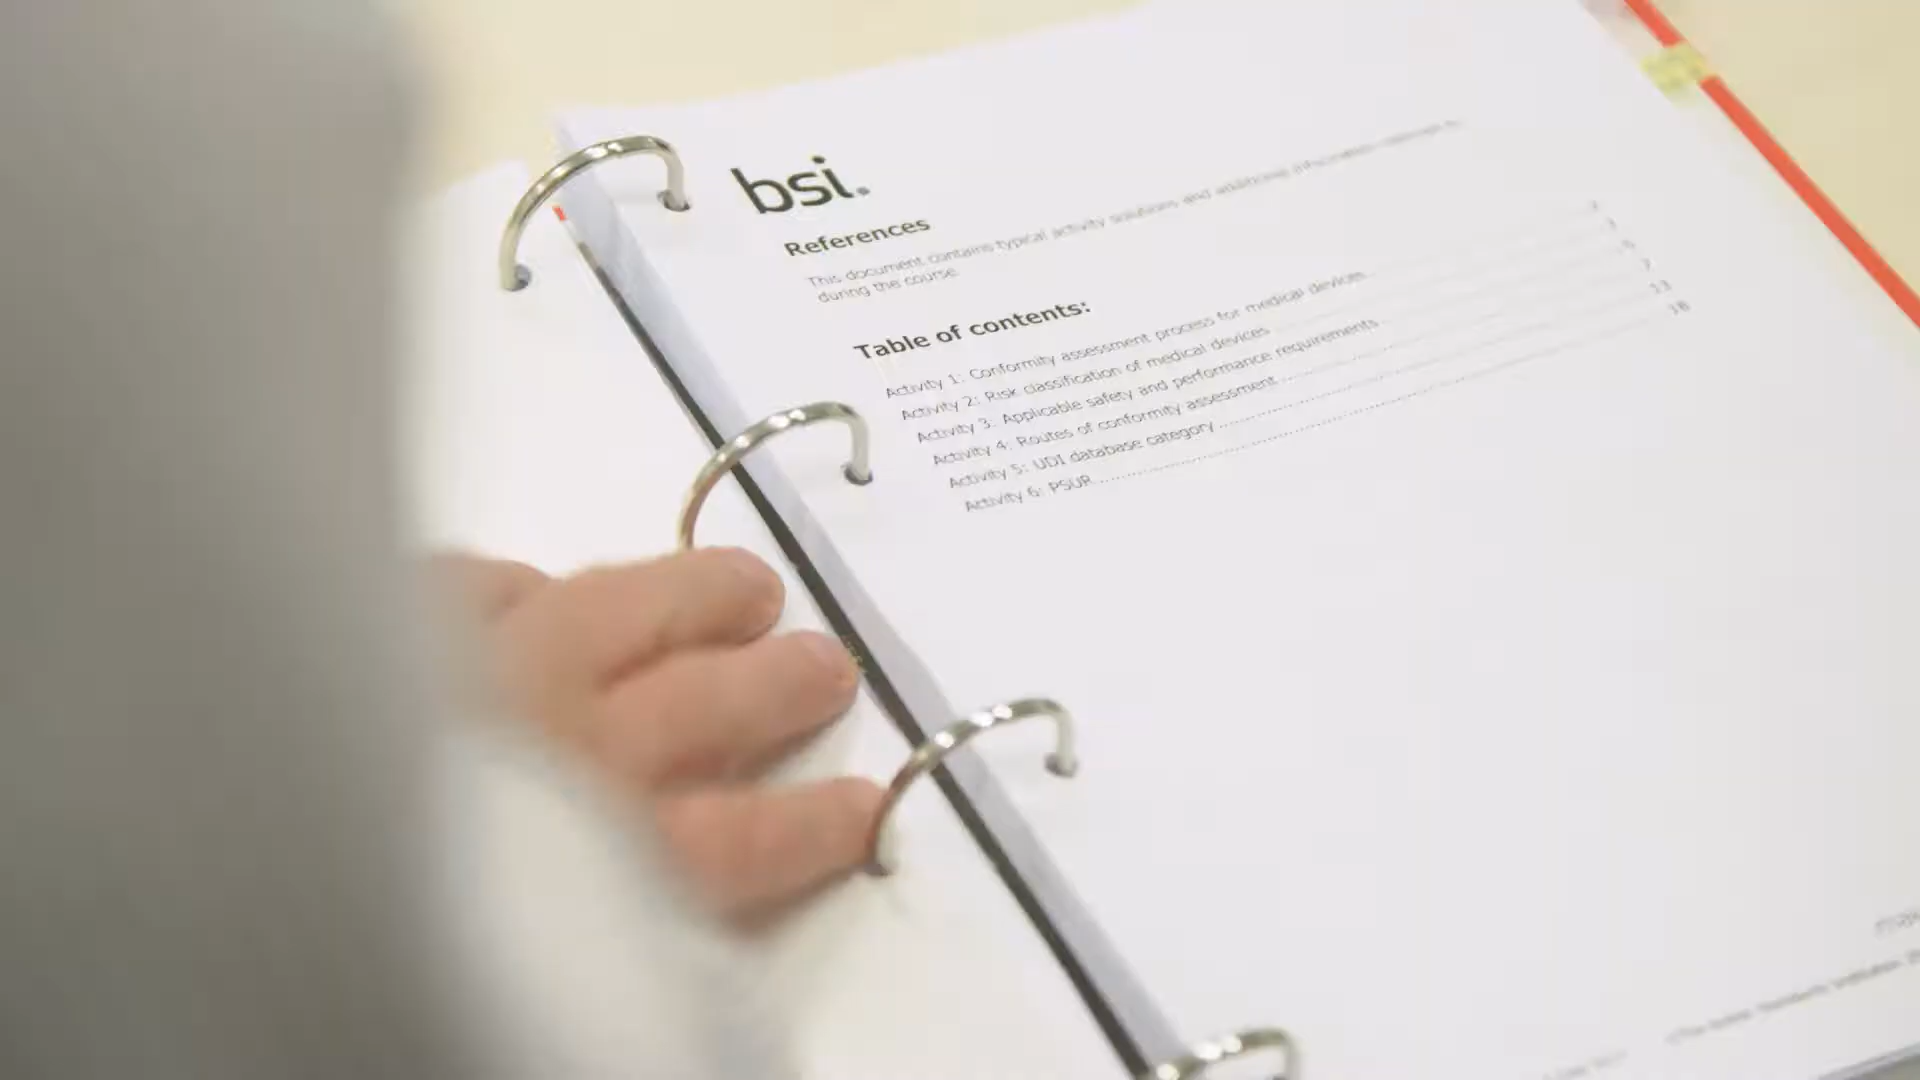 bsi.
References
This document contains typical activity solutions and additional information
during the course.
Table of contents:
Activity 1: Conformity assessment process for medical devices
Activity 2: Risk classification of medical devices
Activity 3: Applicable safety and performance requirements
Activity 4: Routes of conformity assessment
Activity 5: UDI database category 13
Activity 6: PSUR 18